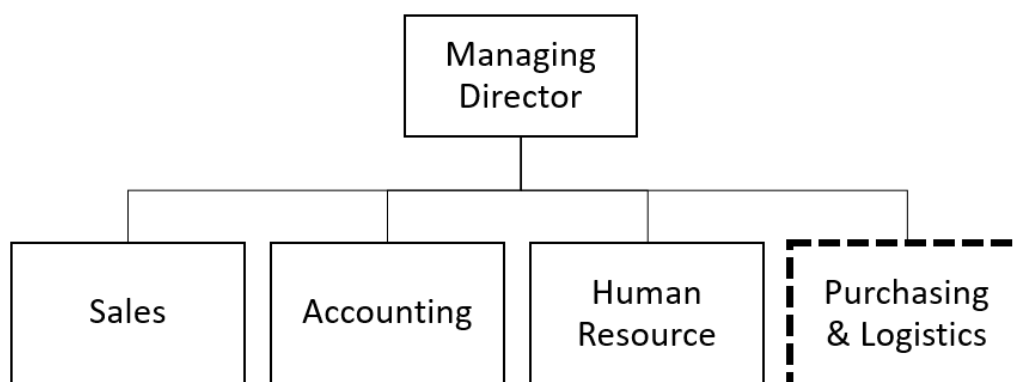 Managing
Director
Sales
Accounting
Human
Resource
Purchasing
& Logistics